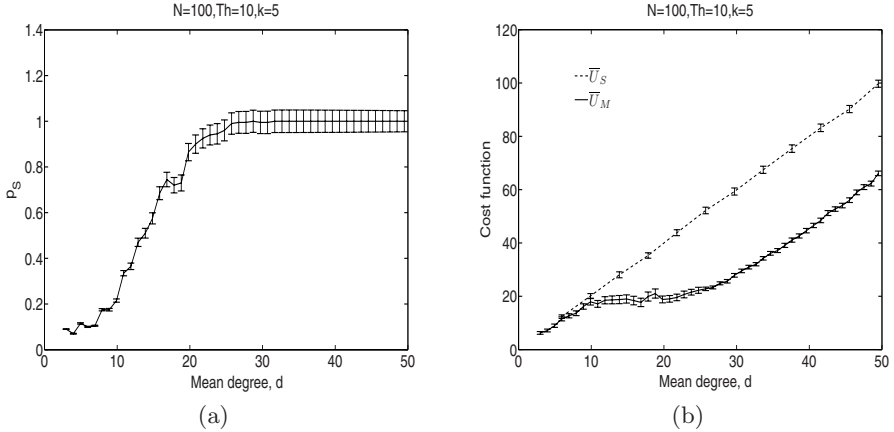 N=100,Th=10,k=5
1.4
1.2
1
0.8
0.6
0.4
0.2
0
p_S
0 10 20 30 40 50
Mean degree, d
(a)
N=100,Th=10,k=5
120
100
80
60
40
20
0
Cost function
U̅_S
U̅_M
0 10 20 30 40 50
Mean degree, d
(b)